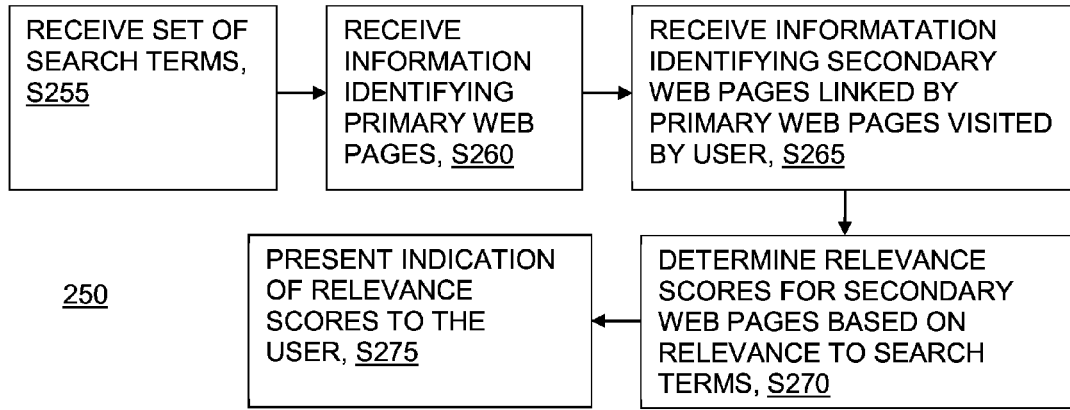 RECEIVE SET OF
SEARCH TERMS,
S255
RECEIVE
INFORMATION
IDENTIFYING
PRIMARY WEB
PAGES, S260
RECEIVE INFORMATATION
IDENTIFYING SECONDARY
WEB PAGES LINKED BY
PRIMARY WEB PAGES VISITED
BY USER, S265
DETERMINE RELEVANCE
SCORES FOR SECONDARY
WEB PAGES BASED ON
RELEVANCE TO SEARCH
TERMS, S270
PRESENT INDICATION
OF RELEVANCE
SCORES TO THE
USER, S275
250